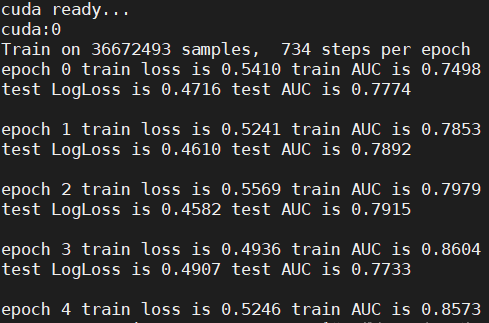 cuda ready...
cuda:0
Train on 36672493 samples,  734 steps per epoch
epoch 0 train loss is 0.5410 train AUC is 0.7498
test LogLoss is 0.4716 test AUC is 0.7774
epoch 1 train loss is 0.5241 train AUC is 0.7853
test LogLoss is 0.4610 test AUC is 0.7892
epoch 2 train loss is 0.5569 train AUC is 0.7979
test LogLoss is 0.4582 test AUC is 0.7915
epoch 3 train loss is 0.4936 train AUC is 0.8604
test LogLoss is 0.4907 test AUC is 0.7733
epoch 4 train loss is 0.5246 train AUC is 0.8573